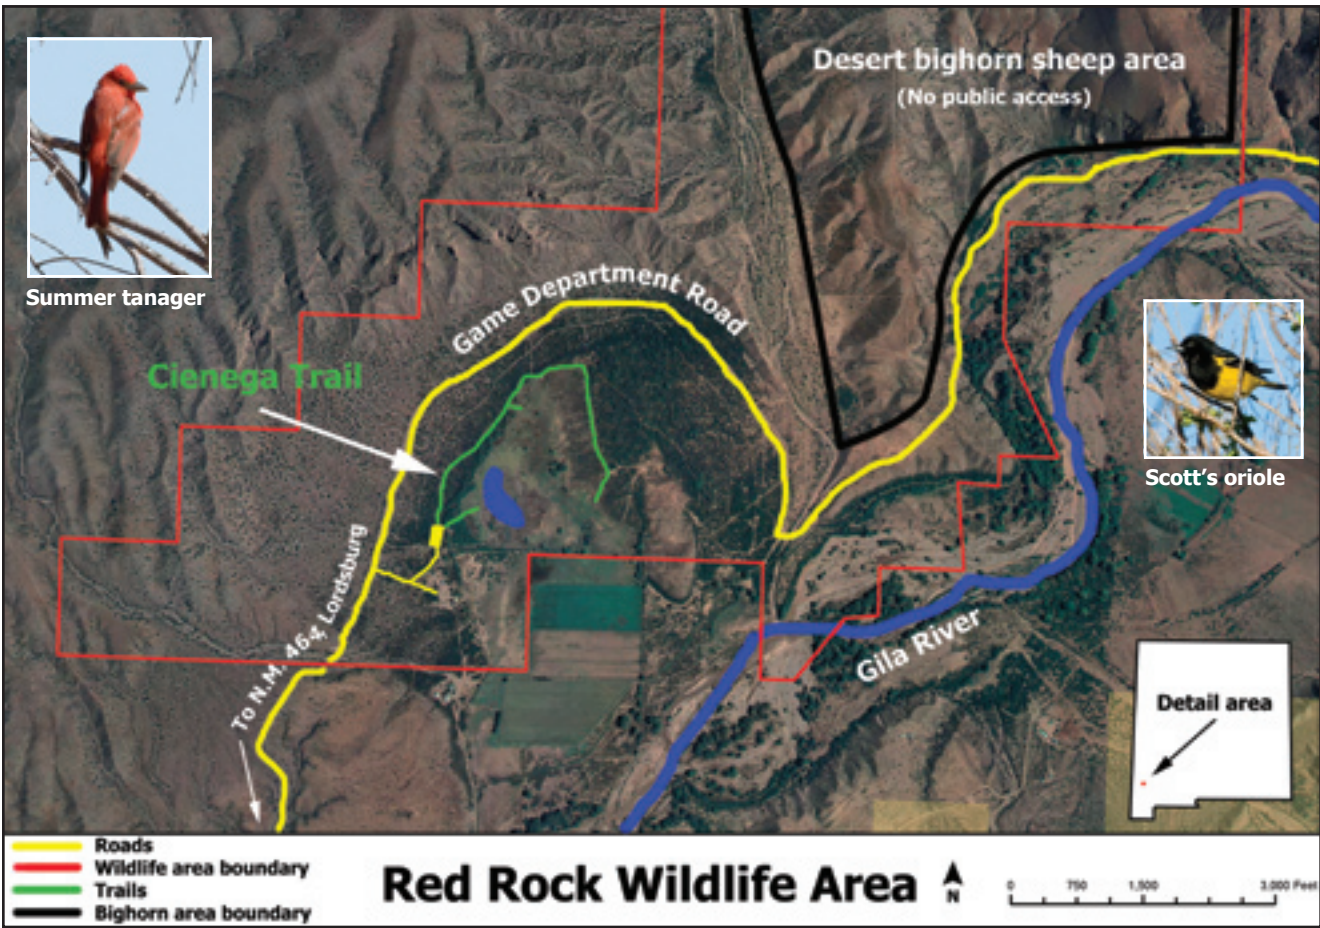 Desert bighorn sheep area
(No public access)
Summer tanager
Game Department Road
Cienega Trail
Scott's oriole
To N.M. 464, Lordsburg
Gila River
Detail area
Roads
Wildlife area boundary
Trails
Bighorn area boundary
Red Rock Wildlife Area
N
0 750 1,500 3,000 Feet